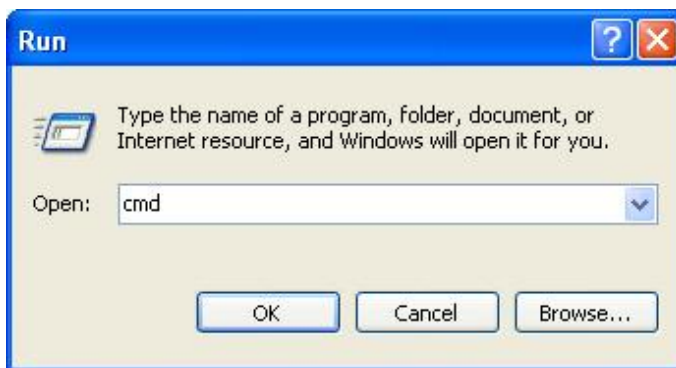 Run
Type the name of a program, folder, document, or
Internet resource, and Windows will open it for you.
Open: cmd
OK Cancel Browse...